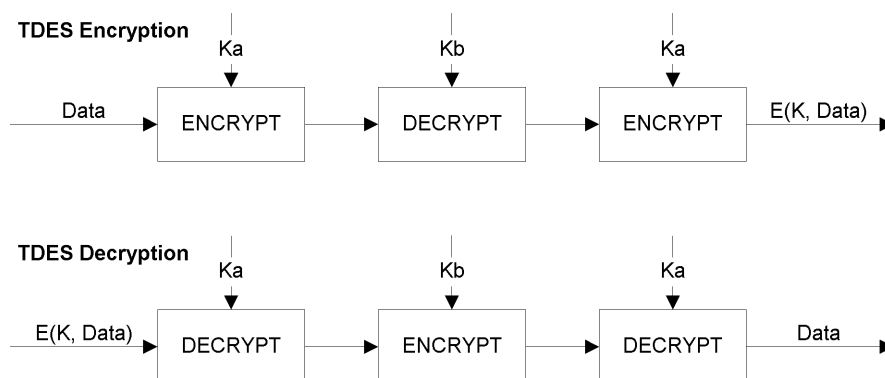 TDES Encryption
Ka Kb Ka
Data ENCRYPT DECRYPT ENCRYPT E(K, Data)
TDES Decryption
Ka Kb Ka
E(K, Data) DECRYPT ENCRYPT DECRYPT Data